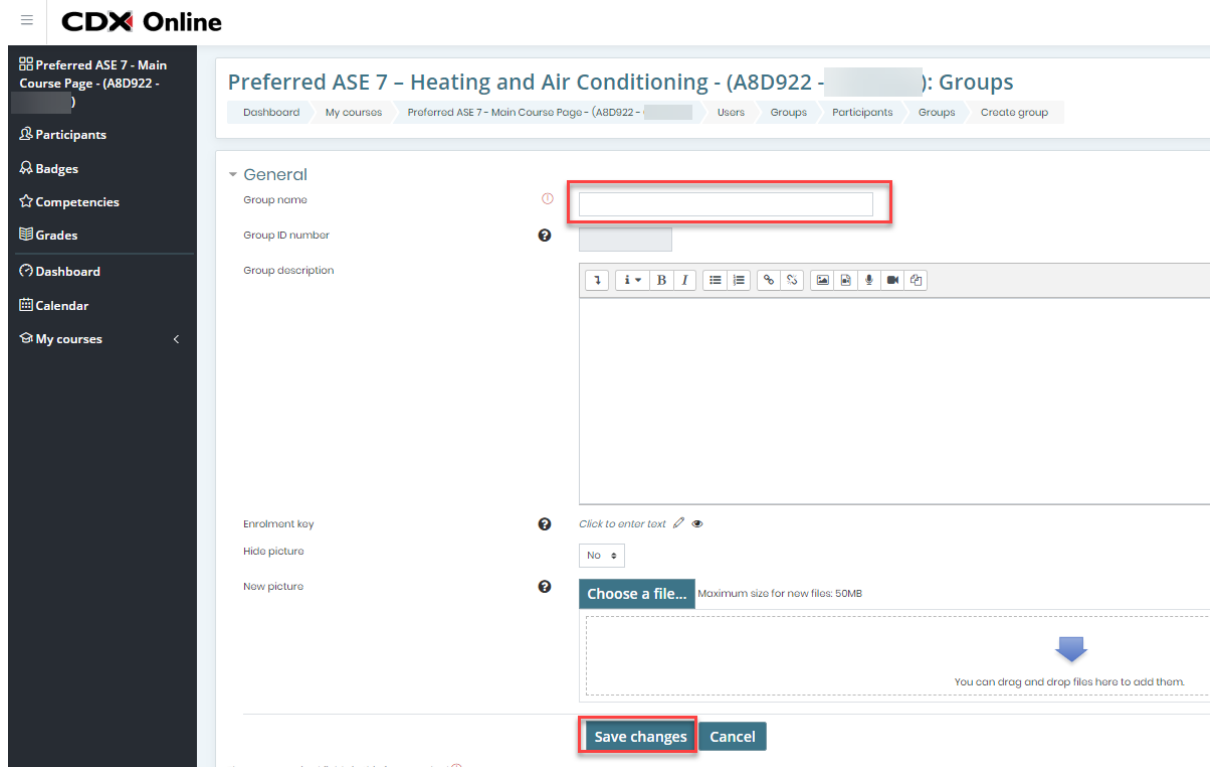 CDX Online
Preferred ASE 7 - Main
Course Page - (A8D922 -
)
Participants
Badges
Competencies
Grades
Dashboard
Calendar
My courses
Preferred ASE 7 – Heating and Air Conditioning - (A8D922 - ): Groups
Dashboard My courses Preferred ASE 7 - Main Course Page - (A8D922 - Users Groups Participants Groups Create group
General
Group name
Group ID number
Group description
i B I
Enrolment key Click to enter text
Hide picture No
New picture Choose a file... Maximum size for new files: 50MB
You can drag and drop files here to add them.
Save changes Cancel